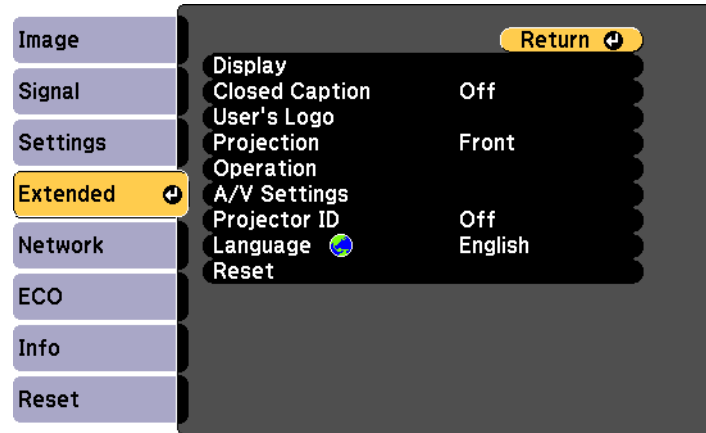 Image
Signal
Settings
Extended
Network
ECO
Info
Reset
Return
Display
Closed Caption Off
User's Logo
Projection Front
Operation
A/V Settings
Projector ID Off
Language English
Reset